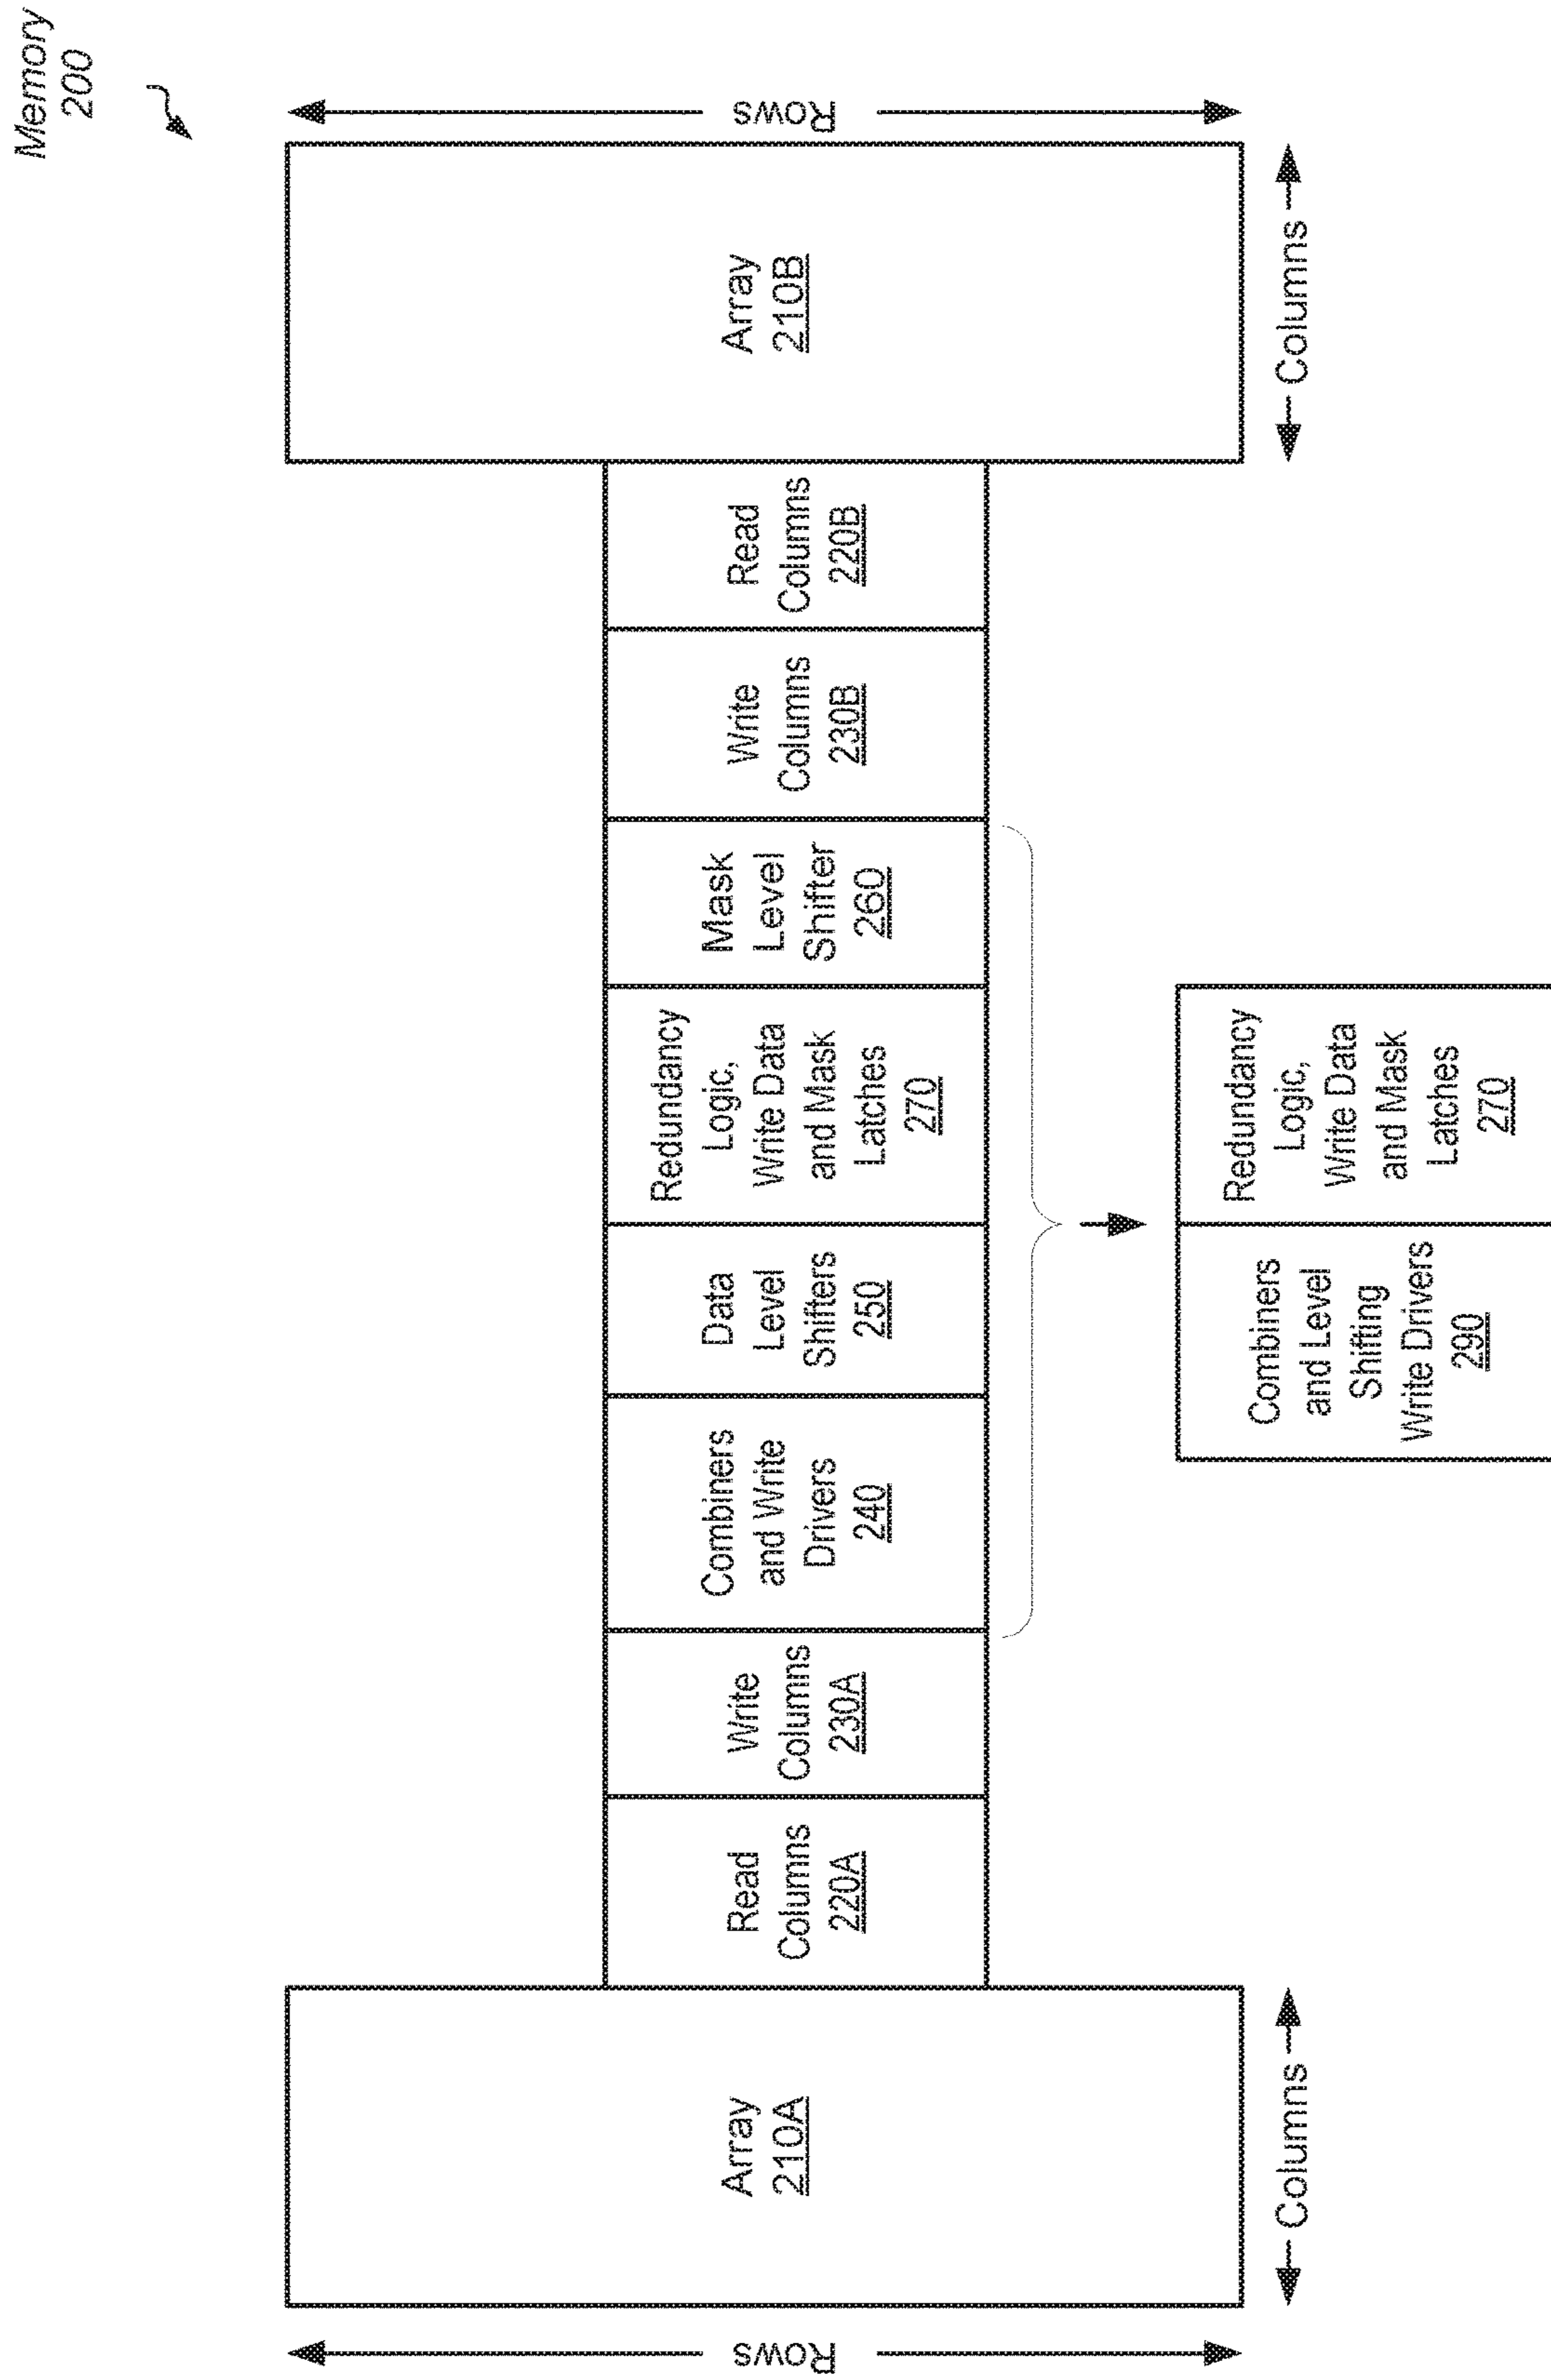 Memory
200
Rows
Array
210A
Columns
Read
Columns
220A
Write
Columns
230A
Combiners
and Write
Drivers
240
Data
Level
Shifters
250
Redundancy
Logic,
Write Data
and Mask
Latches
270
Mask
Level
Shifter
260
Write
Columns
230B
Read
Columns
220B
Array
210B
Rows
Columns
Combiners
and Level
Shifting
Write Drivers
290
Redundancy
Logic,
Write Data
and Mask
Latches
270